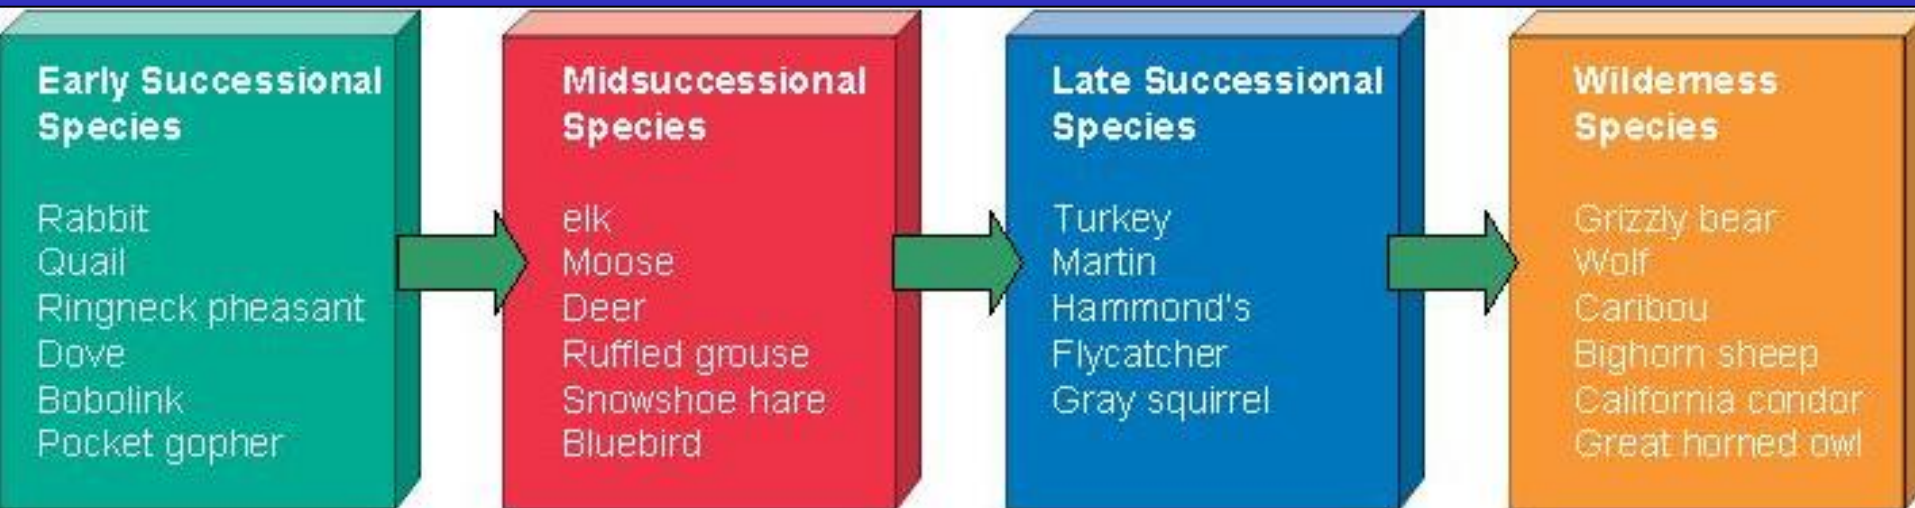 Early Successional
Species
Rabbit
Quail
Ringneck pheasant
Dove
Bobolink
Pocket gopher
Midsuccessional
Species
elk
Moose
Deer
Ruffled grouse
Snowshoe hare
Bluebird
Late Successional
Species
Turkey
Martin
Hammond's
Flycatcher
Gray squirrel
Wilderness
Species
Grizzly bear
Wolf
Caribou
Bighorn sheep
California condor
Great horned owl